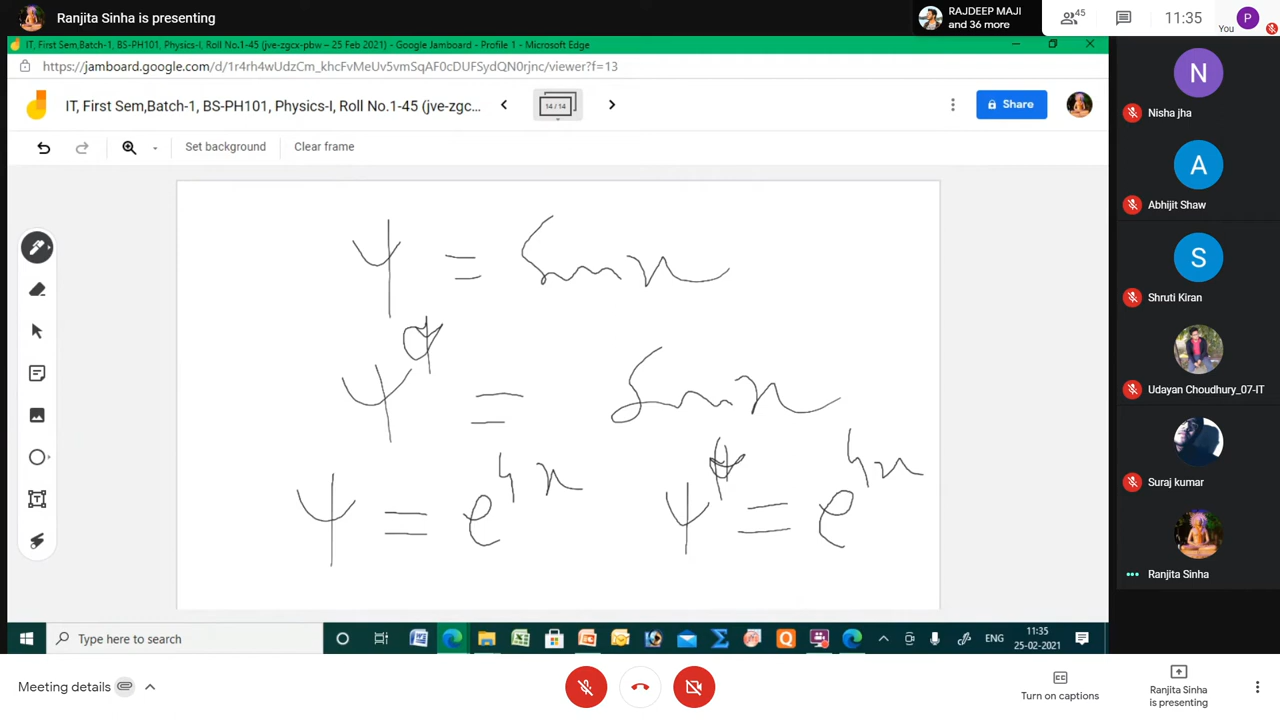 Ranjita Sinha is presenting
RAJDEEP MAJI
and 36 more
45
11:35
P
You
IT, First Sem,Batch-1, BS-PH101, Physics-I, Roll No.1-45 (jve-zgcx-pbw – 25 Feb 2021) - Google Jamboard - Profile 1 - Microsoft Edge
https://jamboard.google.com/d/1r4rh4wUdzCm_khcFvMeUv5vmSqAF0cDUFSydQN0rjnc/viewer?f=13
IT, First Sem,Batch-1, BS-PH101, Physics-I, Roll No.1-45 (jve-zgc...
14 / 14
Share
Set background
Clear frame
ψ = Sin x
ψ* = Sin x
ψ = e^4x ψ* = e^4x
N
Nisha jha
A
Abhijit Shaw
S
Shruti Kiran
Udayan Choudhury_07-IT
Suraj kumar
Ranjita Sinha
Type here to search
ENG
11:35
25-02-2021
Meeting details
Turn on captions
Ranjita Sinha
is presenting